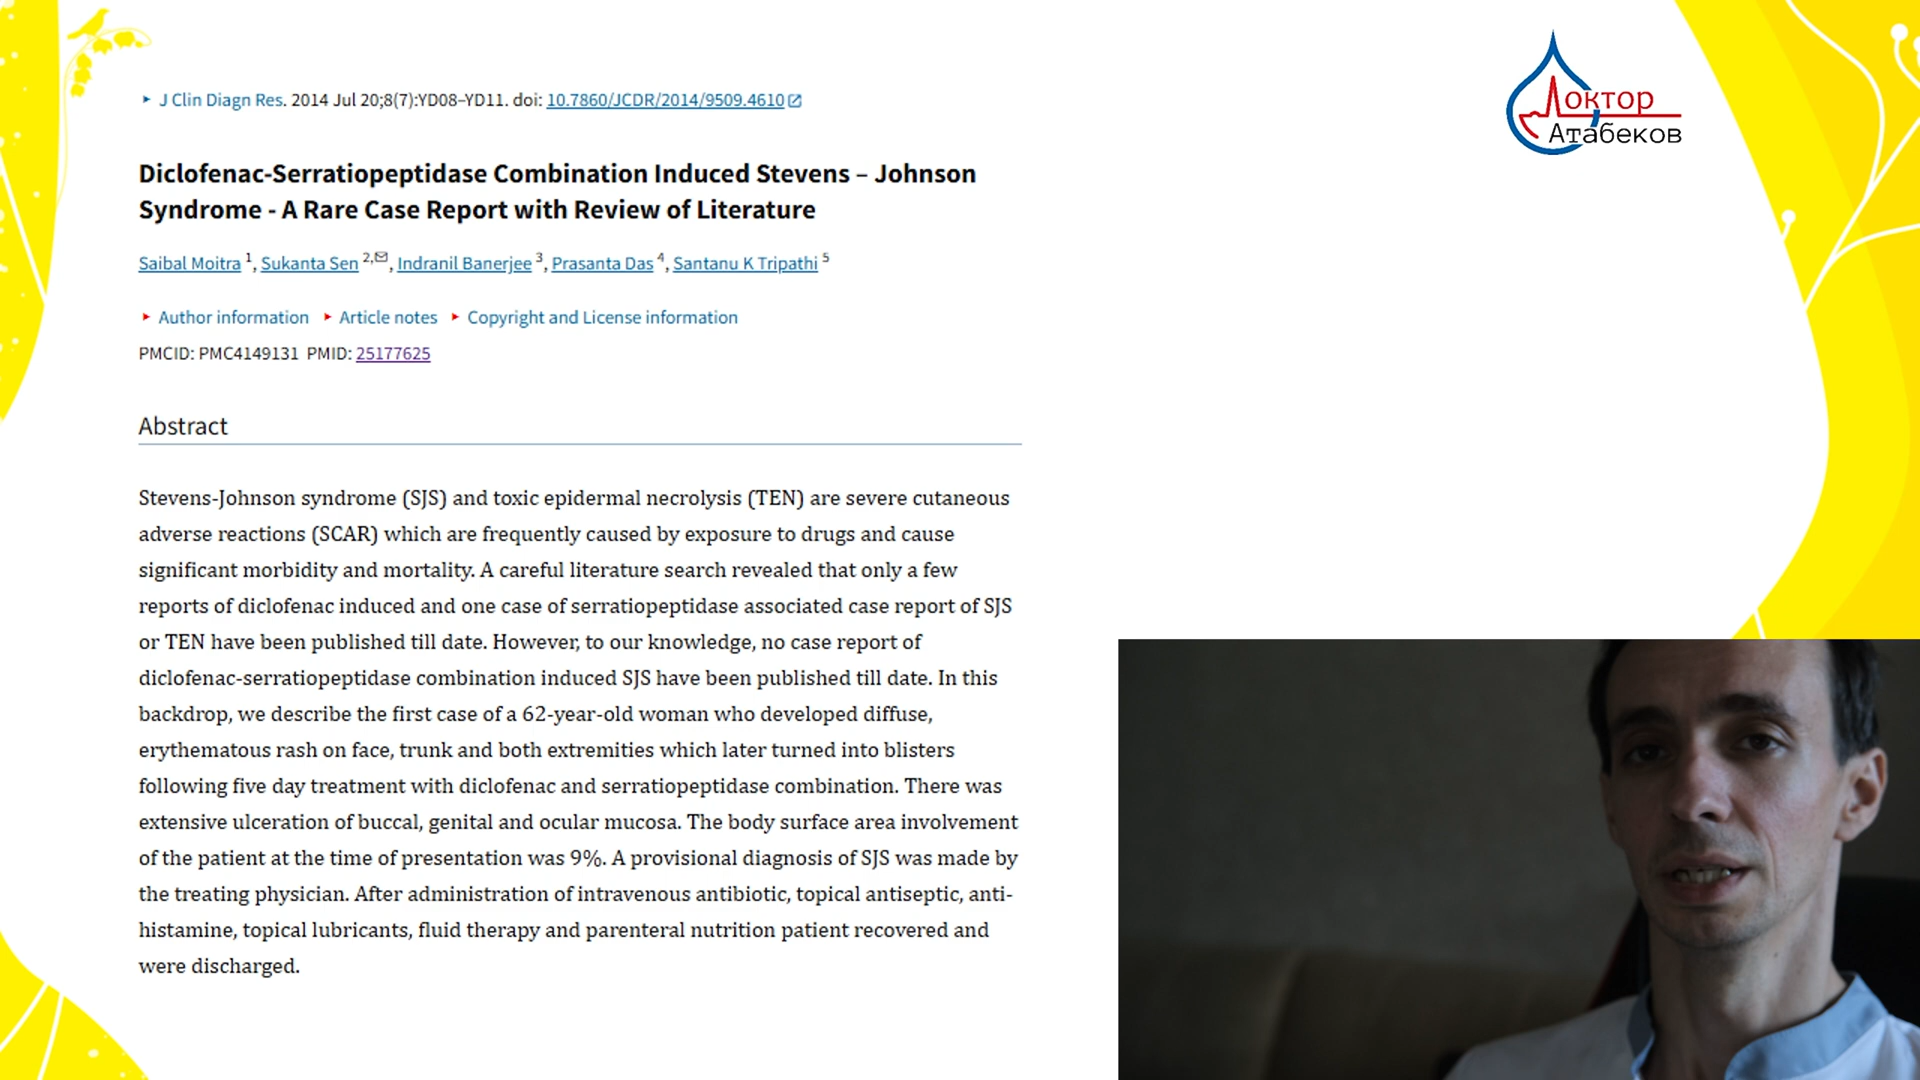 J Clin Diagn Res. 2014 Jul 20;8(7):YD08–YD11. doi: 10.7860/JCDR/2014/9509.4610
Доктор
Атабеков
Diclofenac-Serratiopeptidase Combination Induced Stevens – Johnson
Syndrome - A Rare Case Report with Review of Literature
Saibal Moitra 1, Sukanta Sen 2,✉, Indranil Banerjee 3, Prasanta Das 4, Santanu K Tripathi 5
Author information Article notes Copyright and License information
PMCID: PMC4149131 PMID: 25177625
Abstract
Stevens-Johnson syndrome (SJS) and toxic epidermal necrolysis (TEN) are severe cutaneous
adverse reactions (SCAR) which are frequently caused by exposure to drugs and cause
significant morbidity and mortality. A careful literature search revealed that only a few
reports of diclofenac induced and one case of serratiopeptidase associated case report of SJS
or TEN have been published till date. However, to our knowledge, no case report of
diclofenac-serratiopeptidase combination induced SJS have been published till date. In this
backdrop, we describe the first case of a 62-year-old woman who developed diffuse,
erythematous rash on face, trunk and both extremities which later turned into blisters
following five day treatment with diclofenac and serratiopeptidase combination. There was
extensive ulceration of buccal, genital and ocular mucosa. The body surface area involvement
of the patient at the time of presentation was 9%. A provisional diagnosis of SJS was made by
the treating physician. After administration of intravenous antibiotic, topical antiseptic, anti-
histamine, topical lubricants, fluid therapy and parenteral nutrition patient recovered and
were discharged.